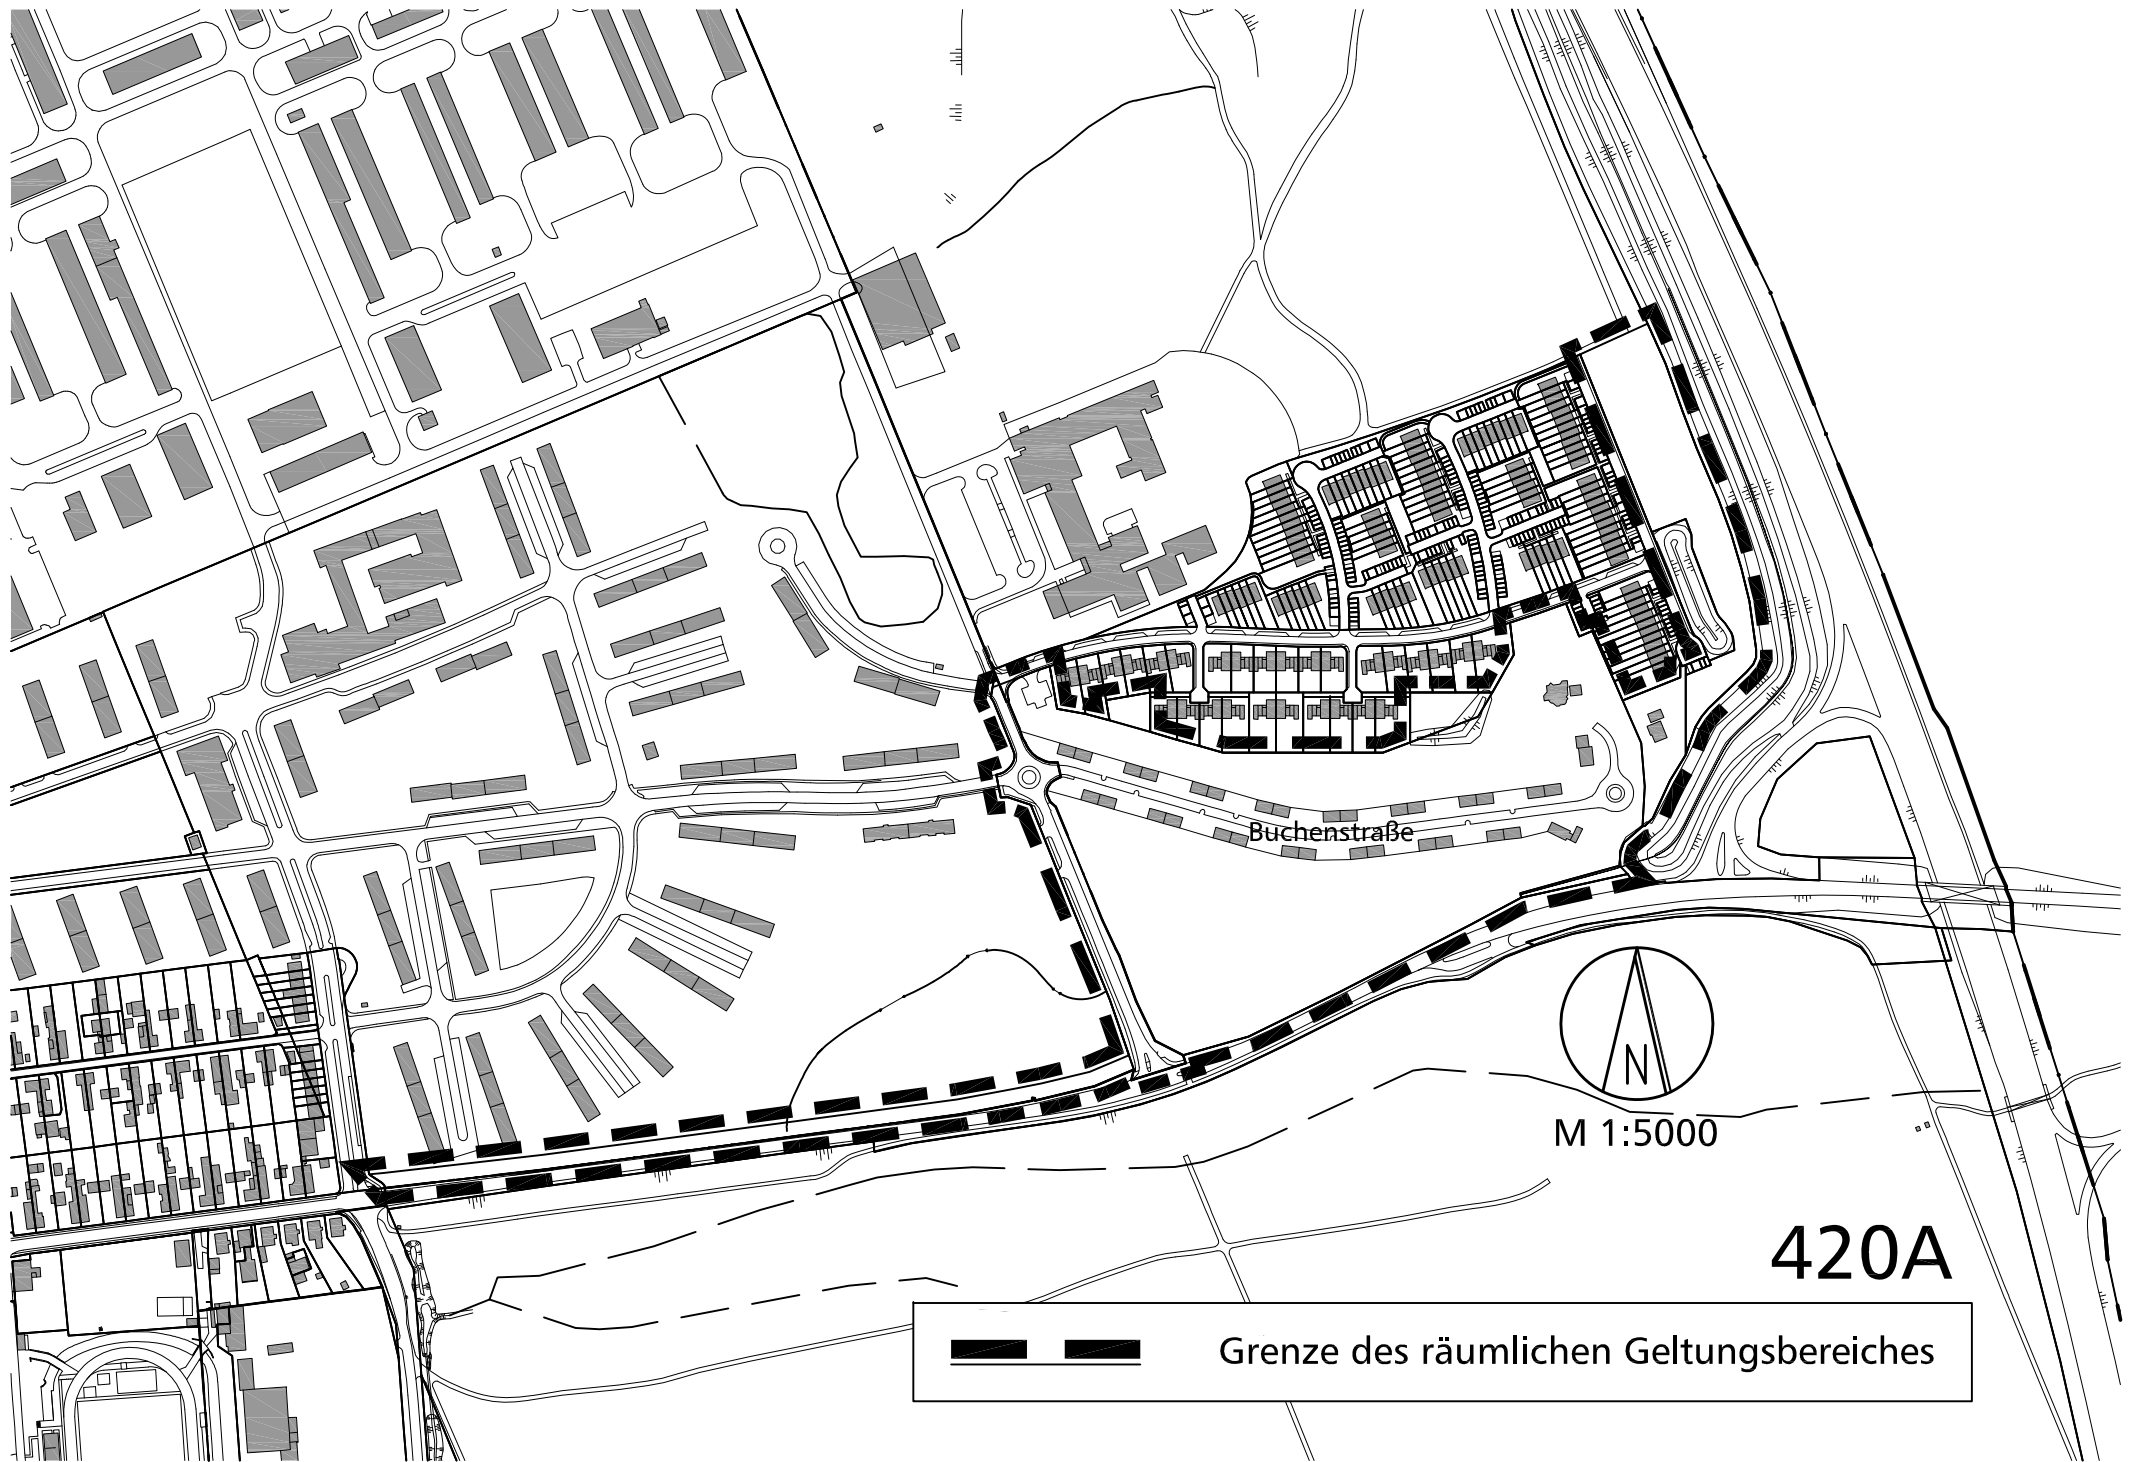 Buchenstraße
N
M 1:5000
420A
Grenze des räumlichen Geltungsbereiches